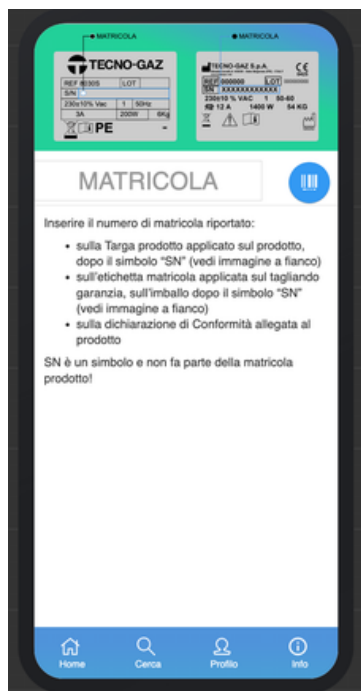 MATRICOLA
MATRICOLA
TECNO-GAZ
REF LOT
S/N
230±10% Vac 1 50Hz
3A 200W 6Kg
PE -
TECNO-GAZ S.p.A.
CE
REF 000000 LOT
SN XXXXXXXXXXX
230±10 % VAC 1 50-60
12 A 1400 W 54 KG
MATRICOLA
Inserire il numero di matricola riportato:
• sulla Targa prodotto applicato sul prodotto,
dopo il simbolo “SN” (vedi immagine a fianco)
• sull'etichetta matricola applicata sul tagliando
garanzia, sull'imballo dopo il simbolo “SN”
(vedi immagine a fianco)
• sulla dichiarazione di Conformità allegata al
prodotto
SN è un simbolo e non fa parte della matricola
prodotto!
Home Cerca Profilo Info